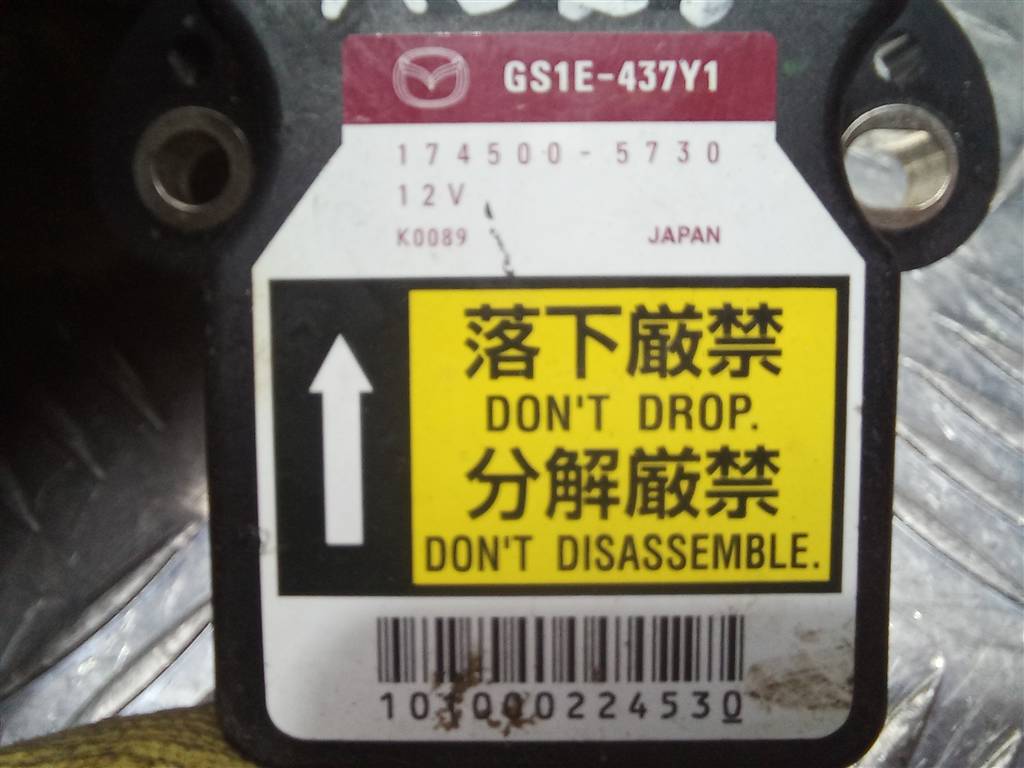 GS1E-437Y1
174500-5730
12V
K0089 JAPAN
落下厳禁
DON'T DROP.
分解厳禁
DON'T DISASSEMBLE.